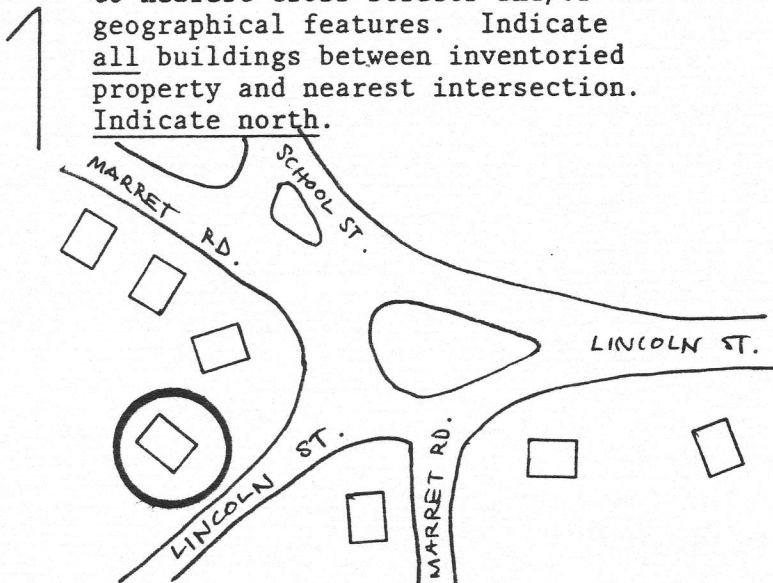 geographical features. Indicate
all buildings between inventoried
property and nearest intersection.
Indicate north.
MARRET RD.
SCHOOL ST.
LINCOLN ST.
LINCOLN ST.
MARRET RD.